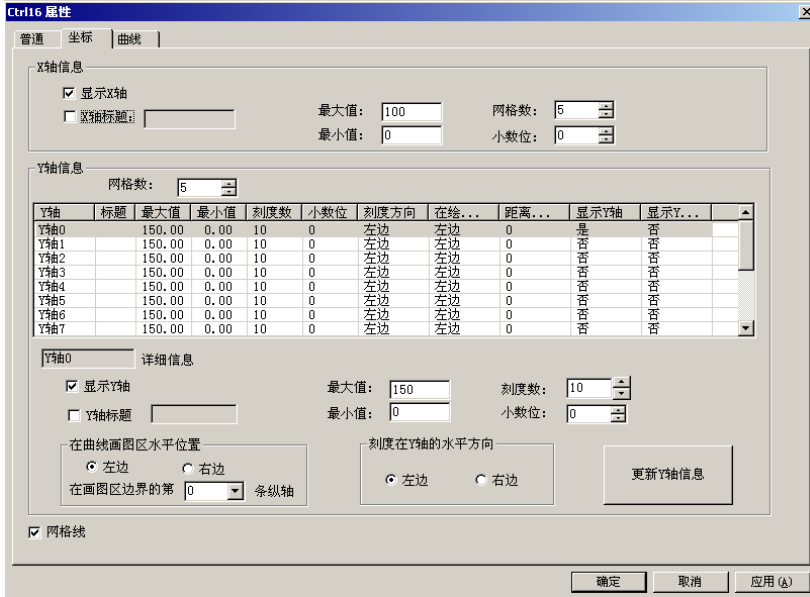 Ctrl16 属性
普通 坐标 曲线
X轴信息
显示X轴
X轴标题:
最大值: 100 网格数: 5
最小值: 0 小数位: 0
Y轴信息
网格数: 5
Y轴 标题 最大值 最小值 刻度数 小数位 刻度方向 在绘... 距离... 显示Y轴 显示Y...
Y轴0 150.00 0.00 10 0 左边 左边 0 是 否
Y轴1 150.00 0.00 10 0 左边 左边 0 否 否
Y轴2 150.00 0.00 10 0 左边 左边 0 否 否
Y轴3 150.00 0.00 10 0 左边 左边 0 否 否
Y轴4 150.00 0.00 10 0 左边 左边 0 否 否
Y轴5 150.00 0.00 10 0 左边 左边 0 否 否
Y轴6 150.00 0.00 10 0 左边 左边 0 否 否
Y轴7 150.00 0.00 10 0 左边 左边 0 否 否
Y轴0 详细信息
显示Y轴 最大值: 150 刻度数: 10
Y轴标题 最小值: 0 小数位: 0
在曲线画图区水平位置
左边 右边
在画图区边界的第 0 条纵轴
刻度在Y轴的水平方向
左边 右边
更新Y轴信息
网格线
确定 取消 应用(A)